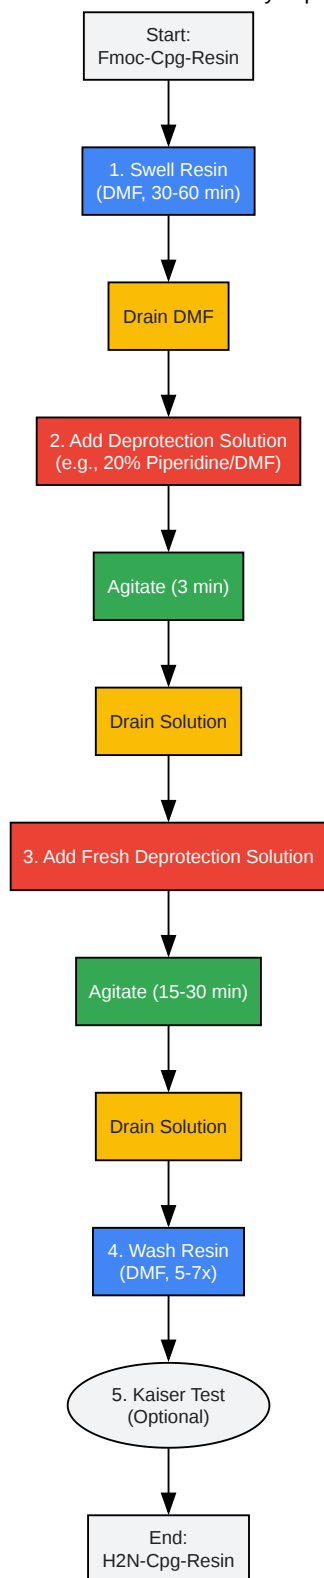 Start:
Fmoc-Cpg-Resin
1. Swell Resin
(DMF, 30-60 min)
Drain DMF
2. Add Deprotection Solution
(e.g., 20% Piperidine/DMF)
Agitate (3 min)
Drain Solution
3. Add Fresh Deprotection Solution
Agitate (15-30 min)
Drain Solution
4. Wash Resin
(DMF, 5-7x)
5. Kaiser Test
(Optional)
End:
H2N-Cpg-Resin